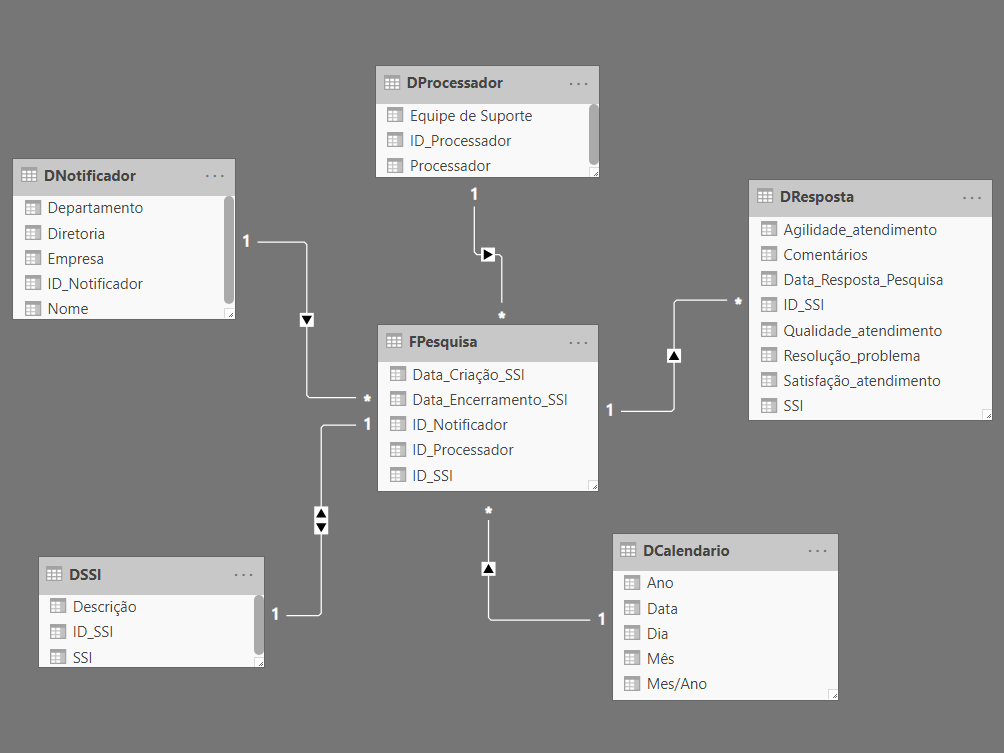 DProcessador ...
Equipe de Suporte
ID_Processador
Processador
DNotificador ...
Departamento
Diretoria
Empresa
ID_Notificador
Nome
DResposta ...
Agilidade_atendimento
Comentários
Data_Resposta_Pesquisa
ID_SSI
Qualidade_atendimento
Resolução_problema
Satisfação_atendimento
SSI
1
1
*
*
FPesquisa ...
Data_Criação_SSI
Data_Encerramento_SSI
ID_Notificador
ID_Processador
ID_SSI
*
1
1
*
DSSI ...
Descrição
ID_SSI
SSI
1
DCalendario ...
Ano
Data
Dia
Mês
Mes/Ano
1